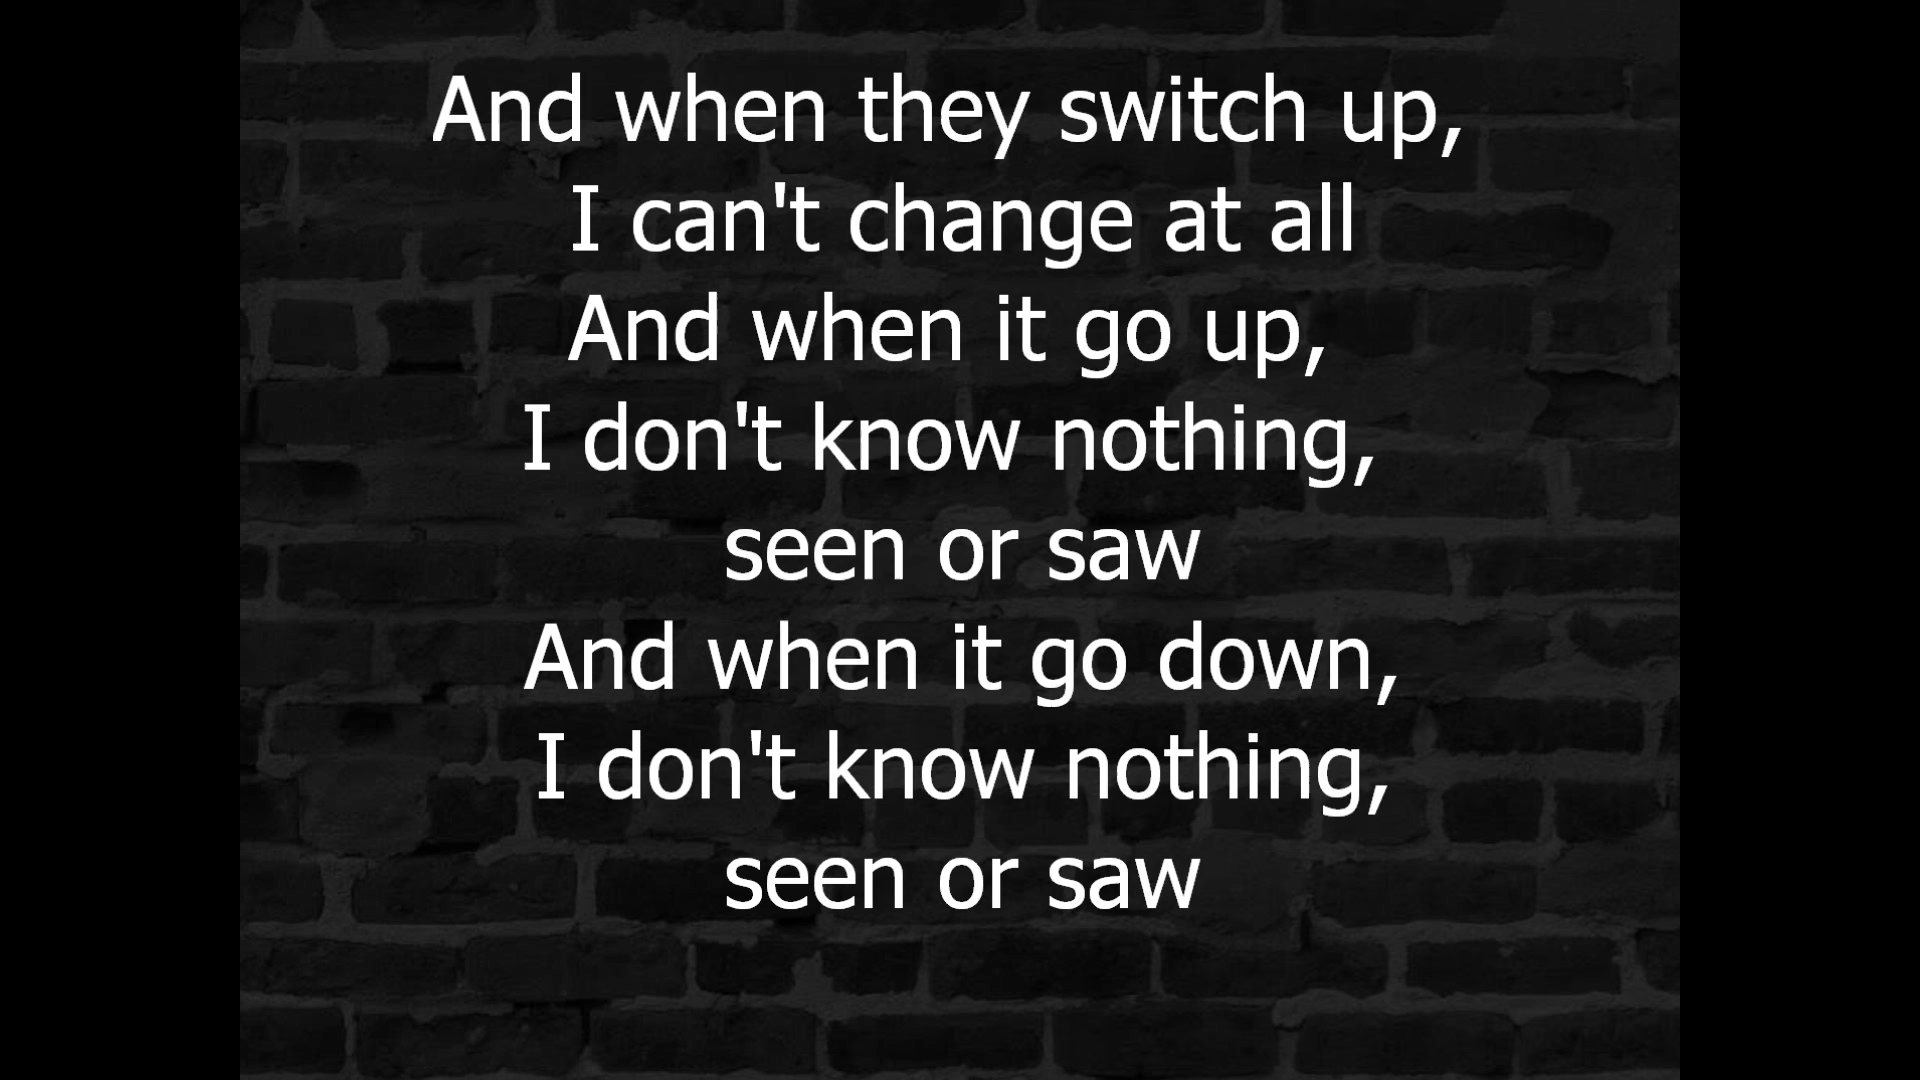 And when they switch up,
I can't change at all
And when it go up,
I don't know nothing,
seen or saw
And when it go down,
I don't know nothing,
seen or saw